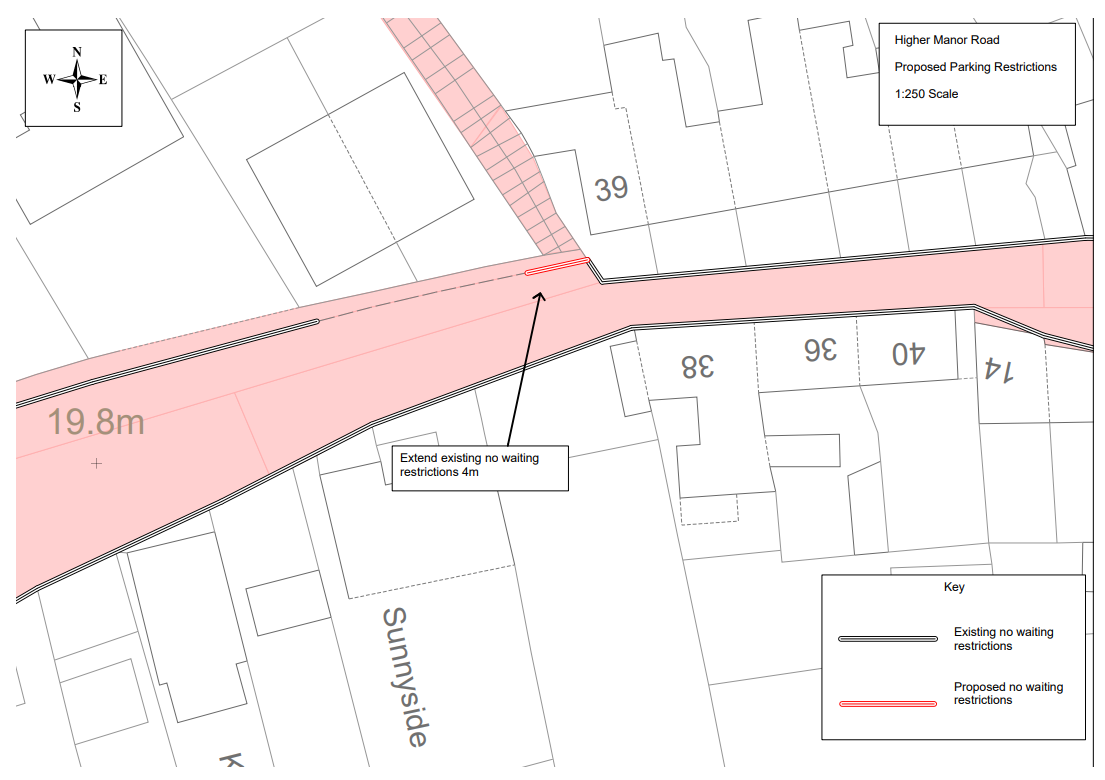 N
W E
S
Higher Manor Road
Proposed Parking Restrictions
1:250 Scale
39
38
36
40
14
19.8m
Extend existing no waiting
restrictions 4m
Sunnyside
K
Key
Existing no waiting
restrictions
Proposed no waiting
restrictions